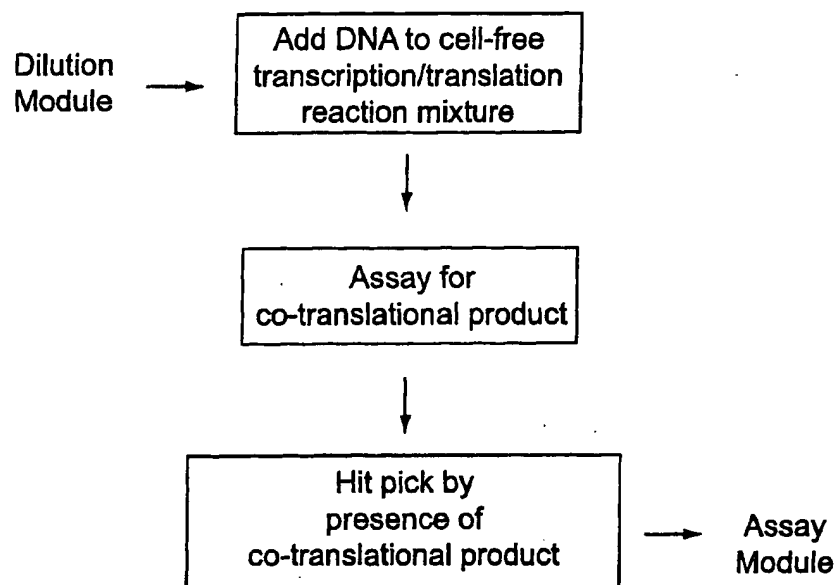 Dilution
Module
Add DNA to cell-free
transcription/translation
reaction mixture
Assay for
co-translational product
Hit pick by
presence of
co-translational product
Assay
Module